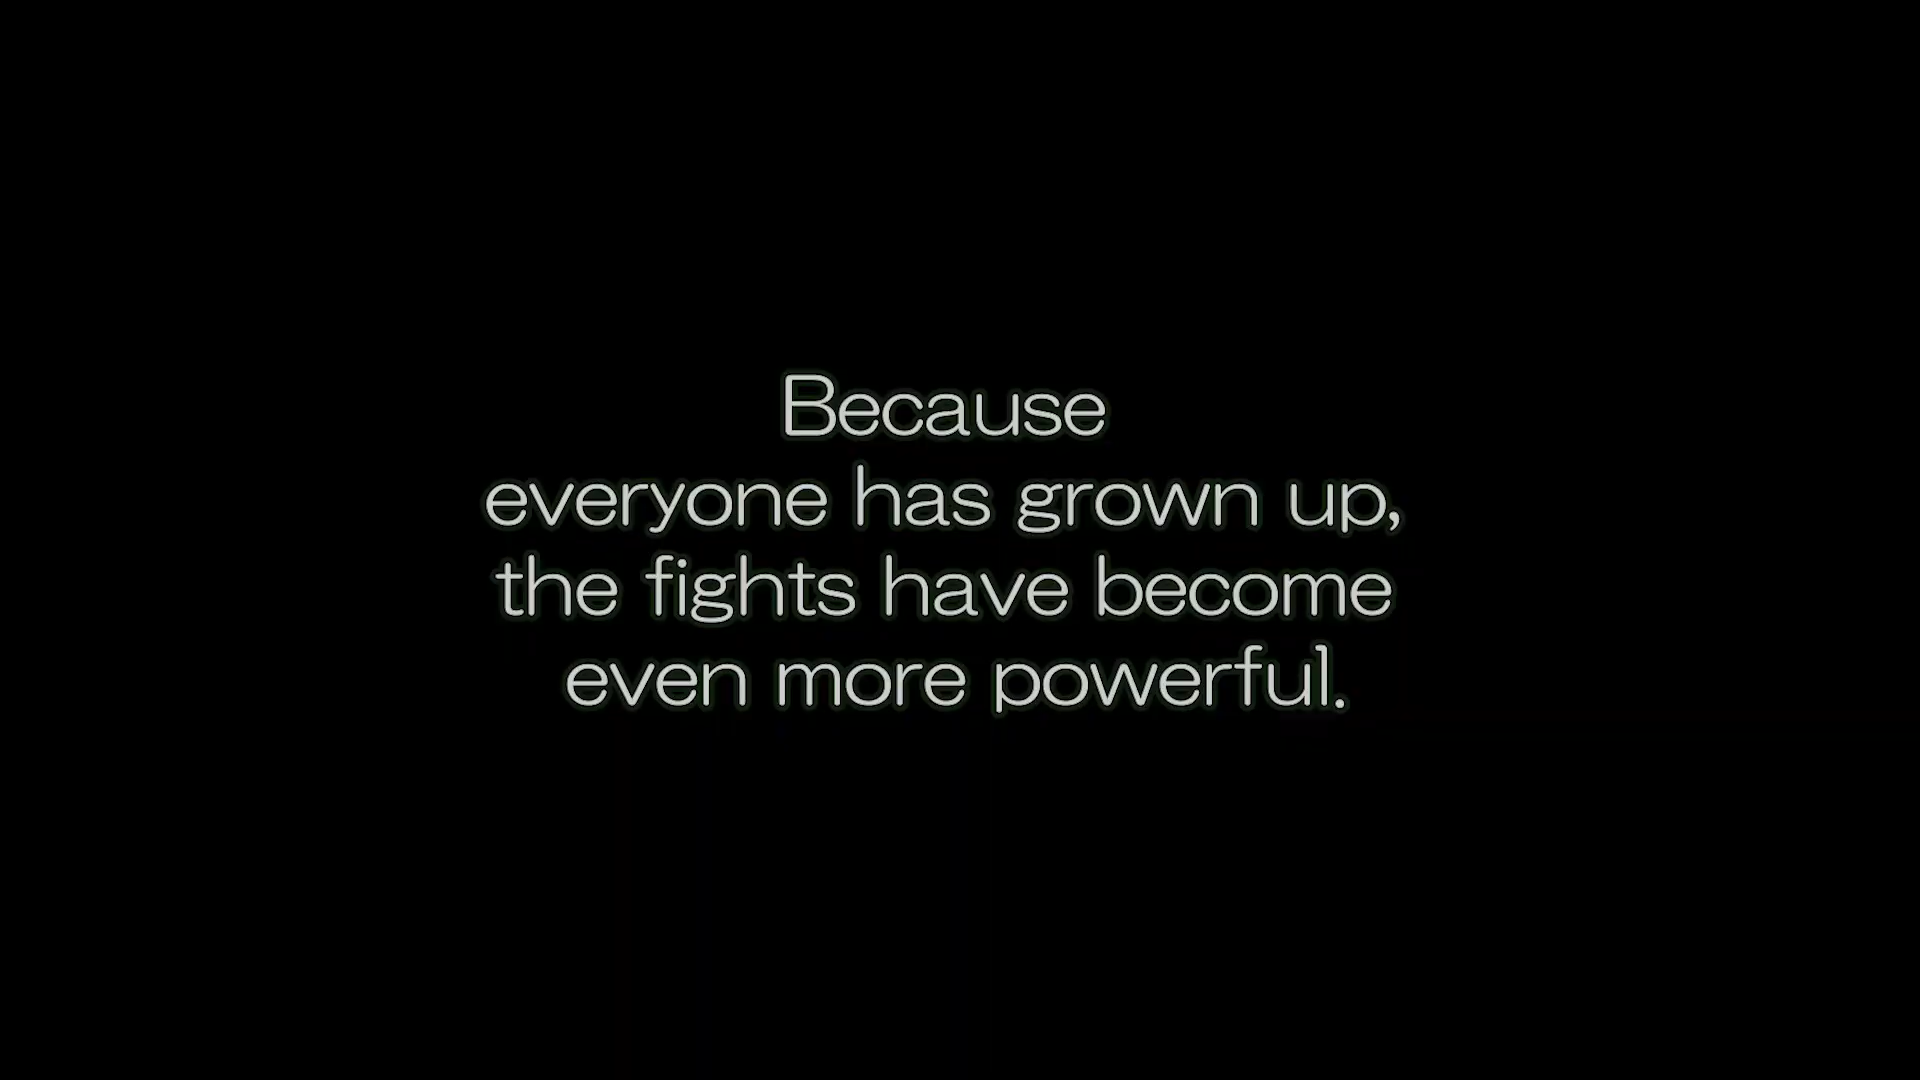 Because
everyone has grown up,
the fights have become
even more powerful.